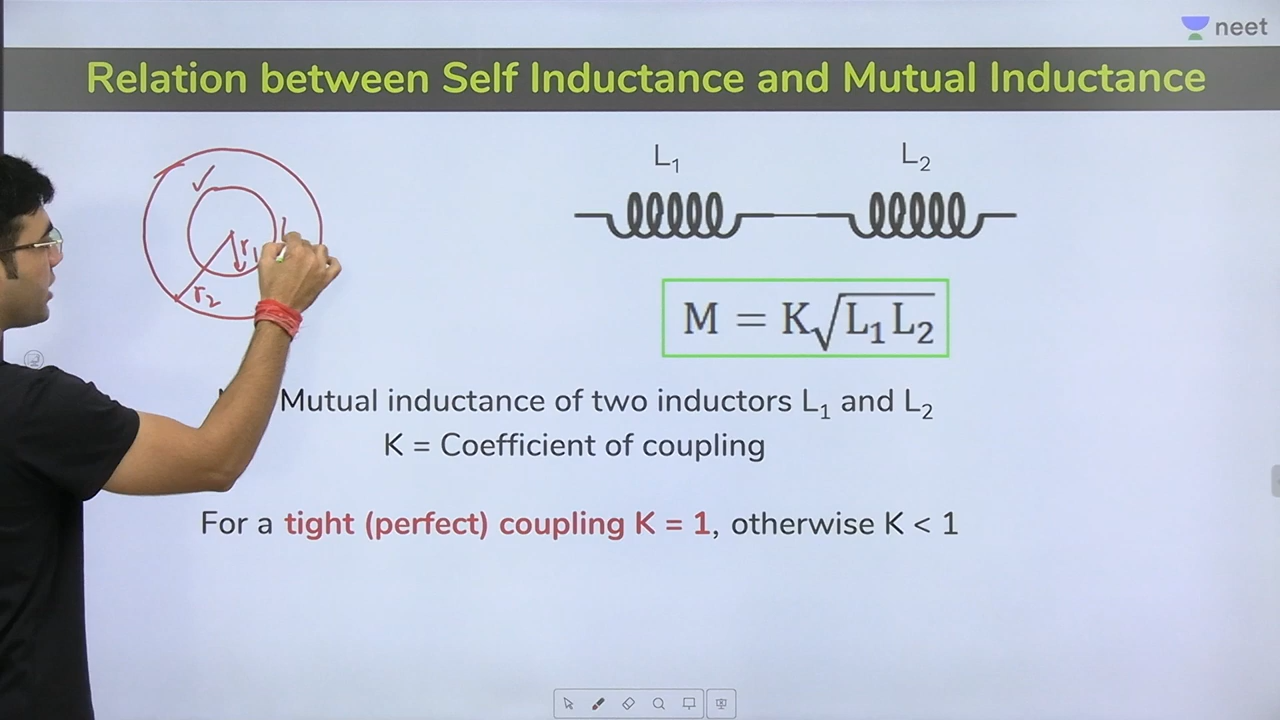 neet
Relation between Self Inductance and Mutual Inductance
L₁
L₂
r₁
r₂
M = K√L₁L₂
Mutual inductance of two inductors L₁ and L₂
K = Coefficient of coupling
For a tight (perfect) coupling K = 1, otherwise K < 1